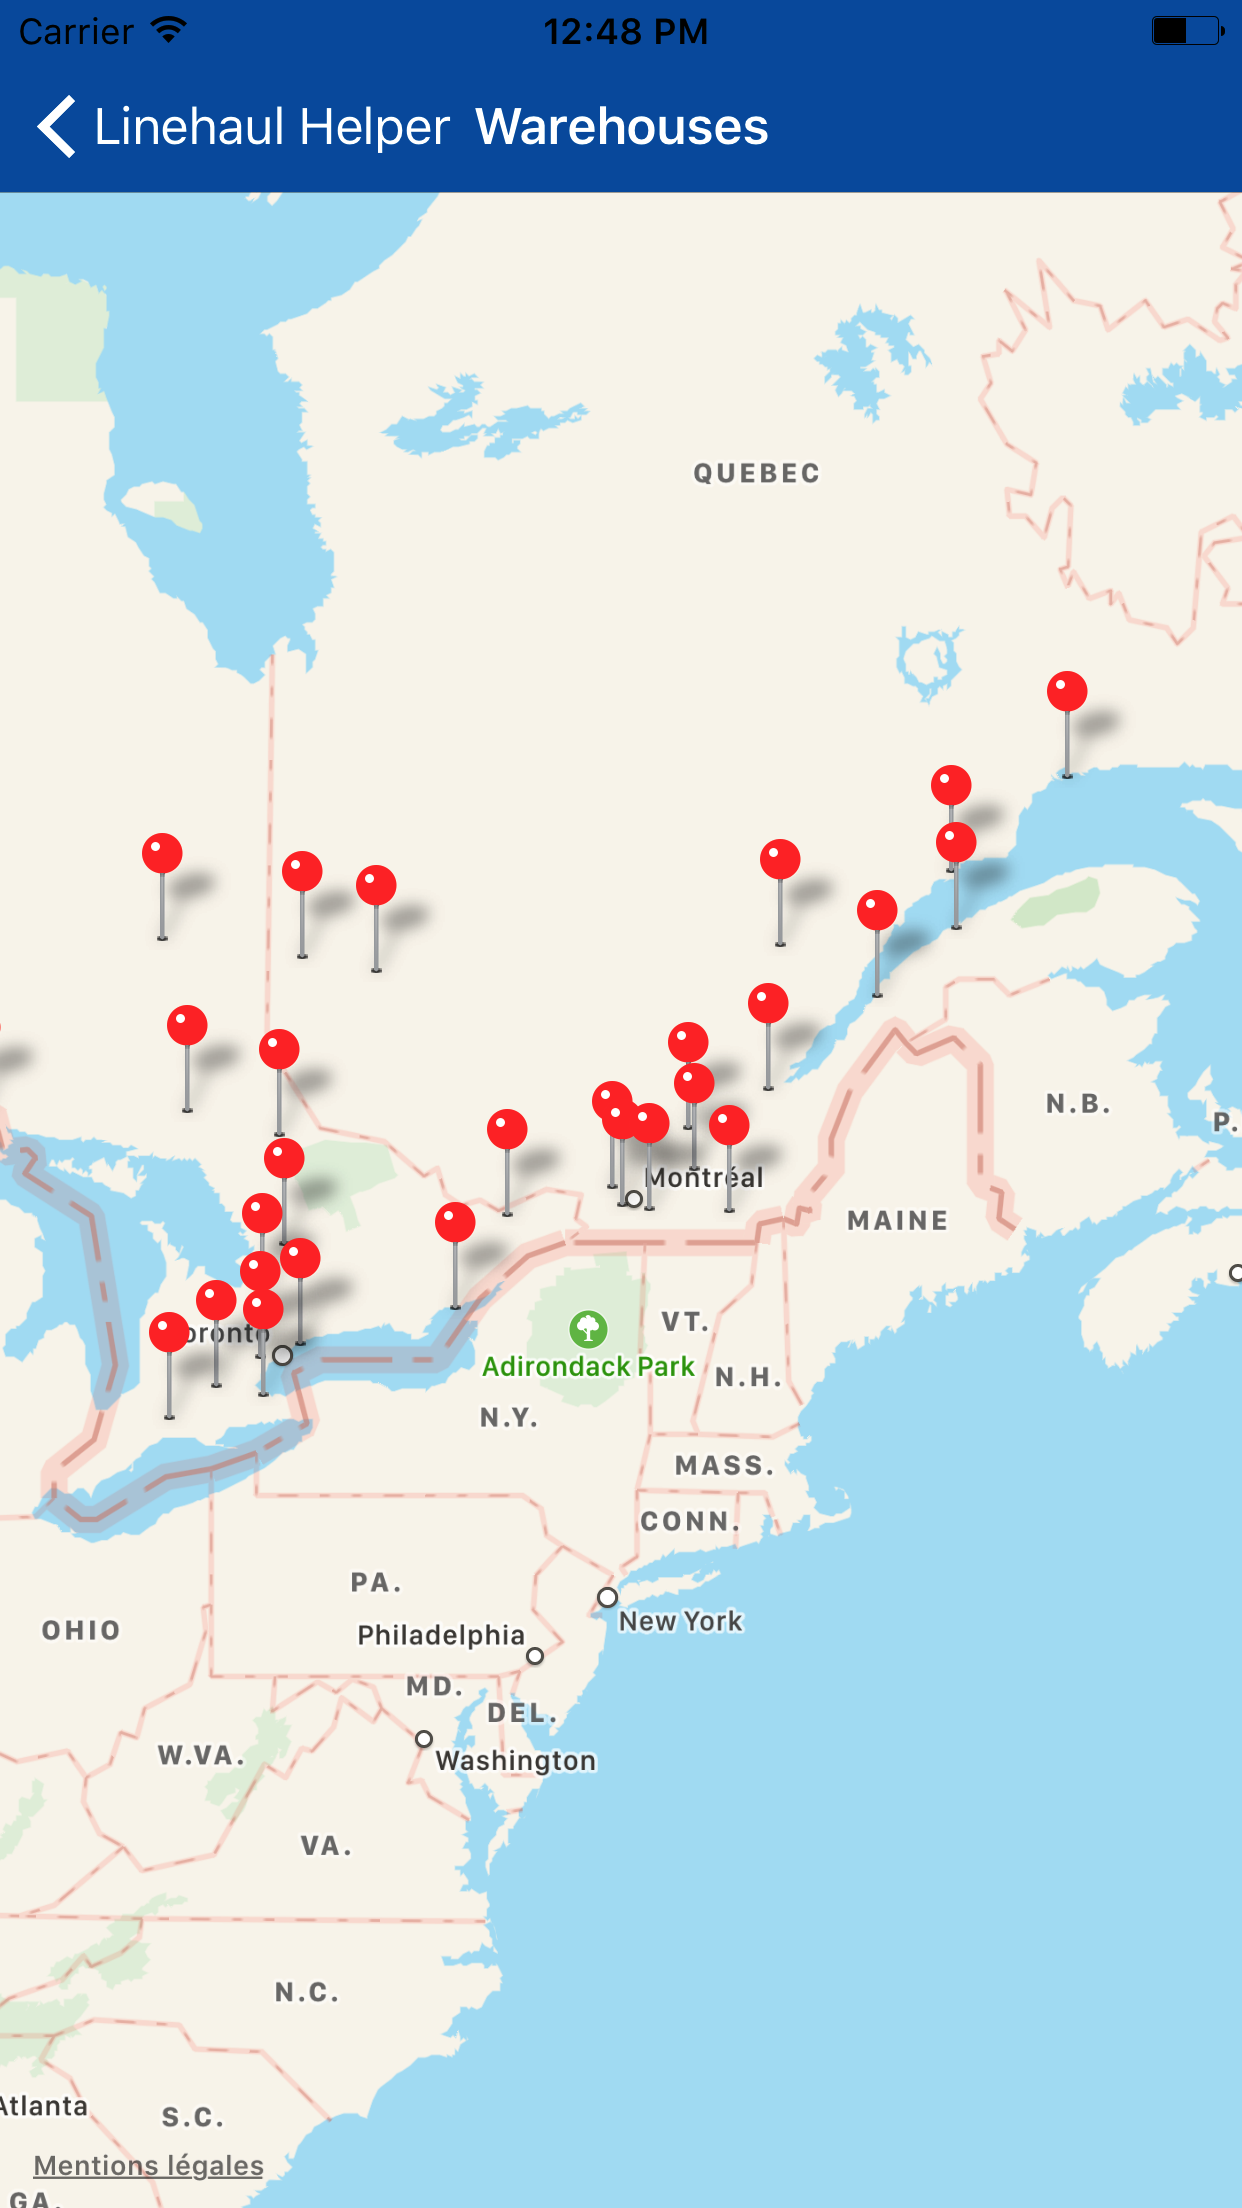 Carrier 12:48 PM
Linehaul Helper Warehouses
QUEBEC
N.B.
P.
Montréal
MAINE
VT.
oronto
Adirondack Park
N.H.
N.Y.
MASS.
CONN.
PA.
New York
OHIO
Philadelphia
MD.
DEL.
W.VA.
Washington
VA.
N.C.
Atlanta
S.C.
Mentions légales
GA.